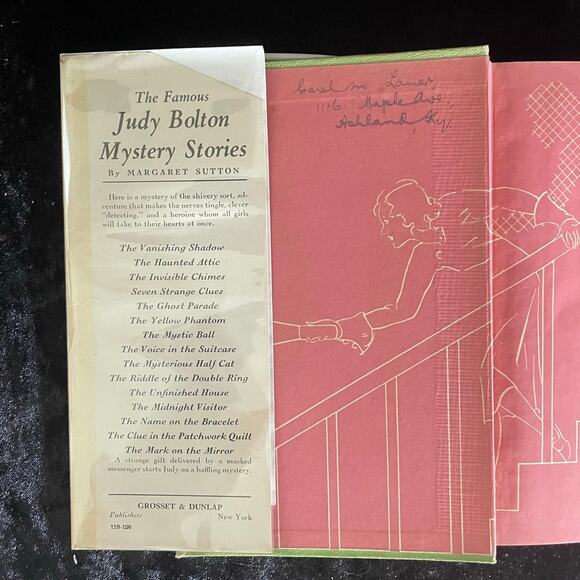 The Famous
Judy Bolton
Mystery Stories
By MARGARET SUTTON
Here is a mystery of the shivery sort, ad-
venture that makes the nerves tingle, clever
"detecting," and a heroine whom all girls
will take to their hearts at once.
The Vanishing Shadow
The Haunted Attic
The Invisible Chimes
Seven Strange Clues
The Ghost Parade
The Yellow Phantom
The Mystic Ball
The Voice in the Suitcase
The Mysterious Half Cat
The Riddle of the Double Ring
The Unfinished House
The Midnight Visitor
The Name on the Bracelet
The Clue in the Patchwork Quilt
The Mark on the Mirror
A strange gift delivered by a masked
messenger starts Judy on a baffling mystery.
GROSSET & DUNLAP
Publishers New York
110-150
Carol M. Lauer,
1116 Maple Ave,
Ashland, Ky.